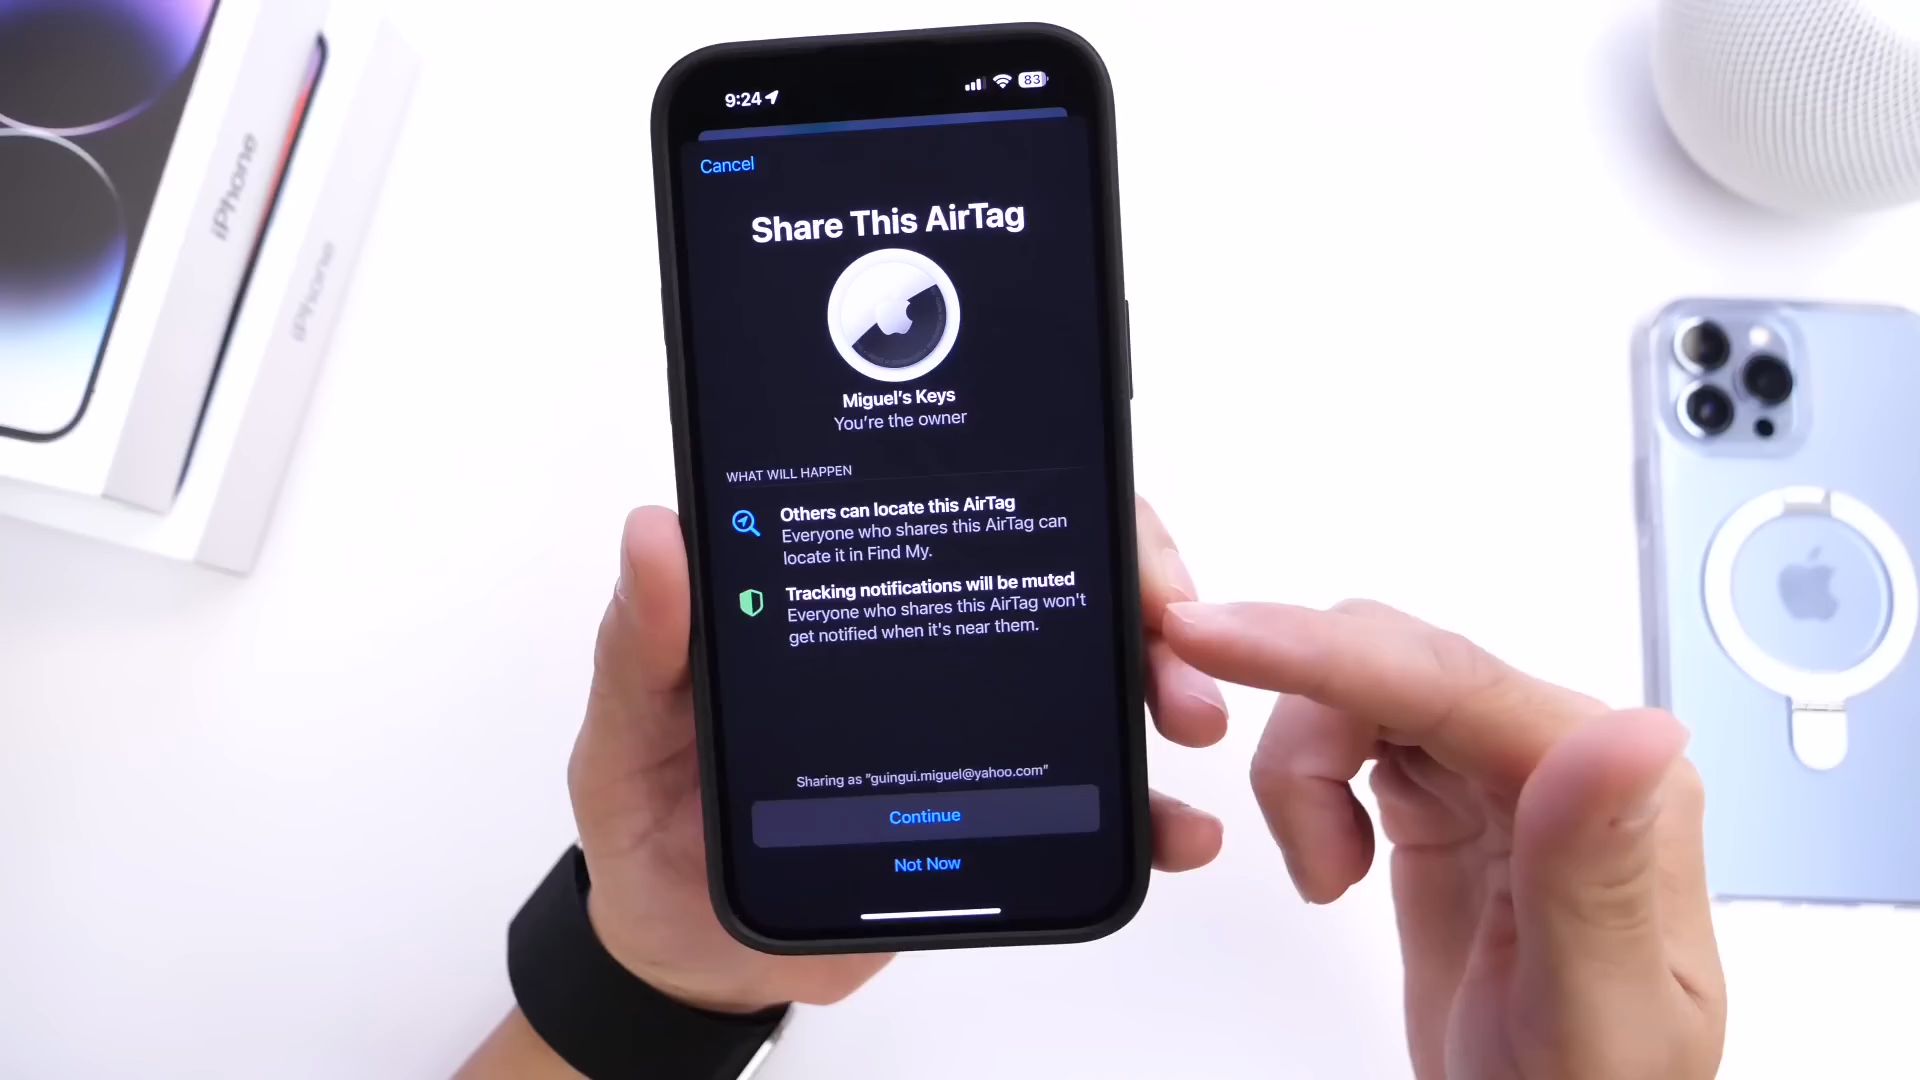 9:24
83
Cancel
Share This AirTag
Miguel's Keys
You're the owner
WHAT WILL HAPPEN
Others can locate this AirTag
Everyone who shares this AirTag can
locate it in Find My.
Tracking notifications will be muted
Everyone who shares this AirTag won't
get notified when it's near them.
Sharing as "guingui.miguel@yahoo.com"
Continue
Not Now
iPhone
iPhone